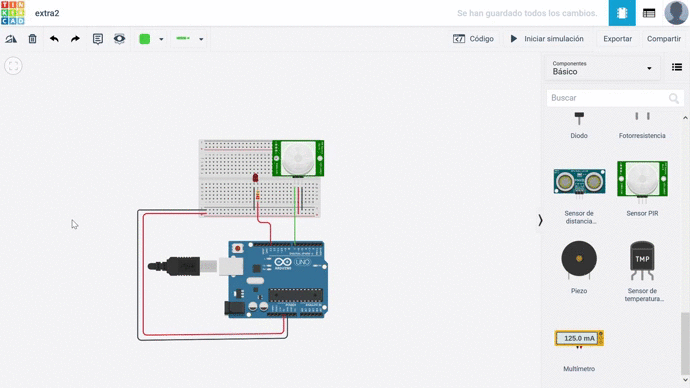 TIN
KER
CAD
extra2
Se han guardado todos los cambios.
Código
Iniciar simulación
Exportar
Compartir
Componentes
Básico
Buscar
Diodo
Fotorresistencia
Sensor de
distancia...
Sensor PIR
TMP
Piezo
Sensor de
temperatura...
125.0 mA
Multímetro
UNO
ARDUINO